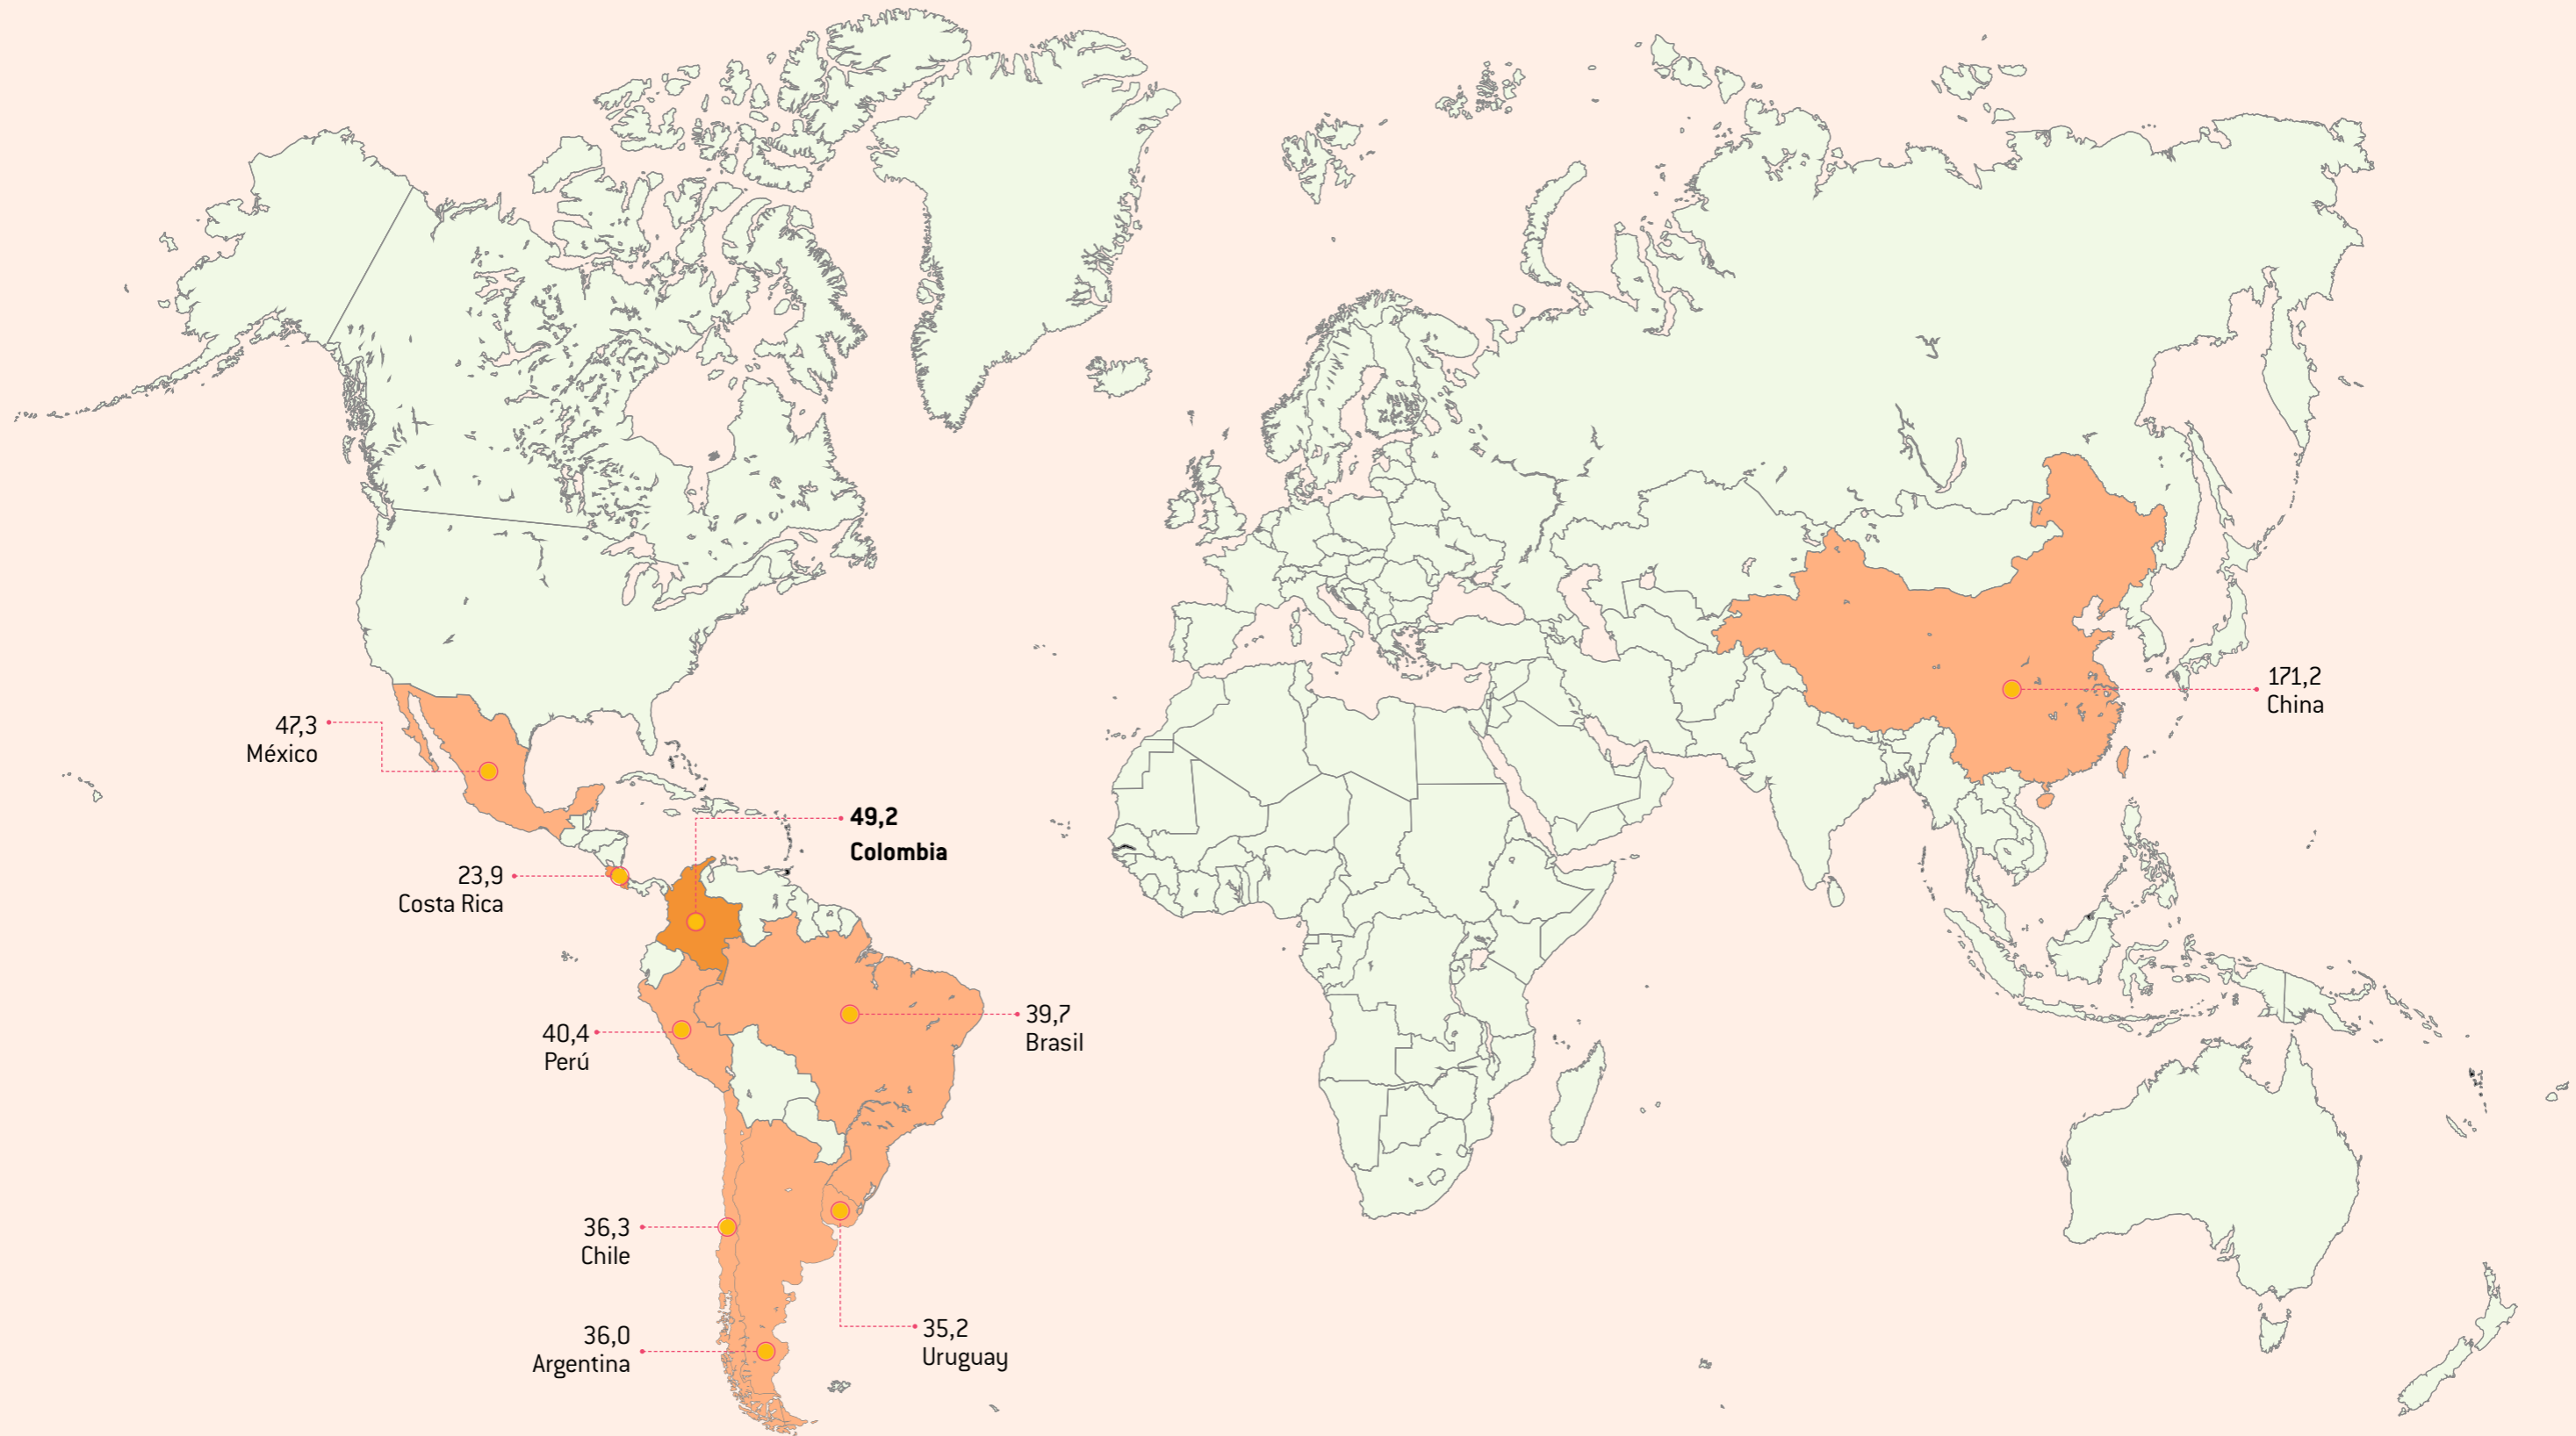 171,2
China
47,3
México
49,2
Colombia
23,9
Costa Rica
39,7
Brasil
40,4
Perú
36,3
Chile
35,2
Uruguay
36,0
Argentina